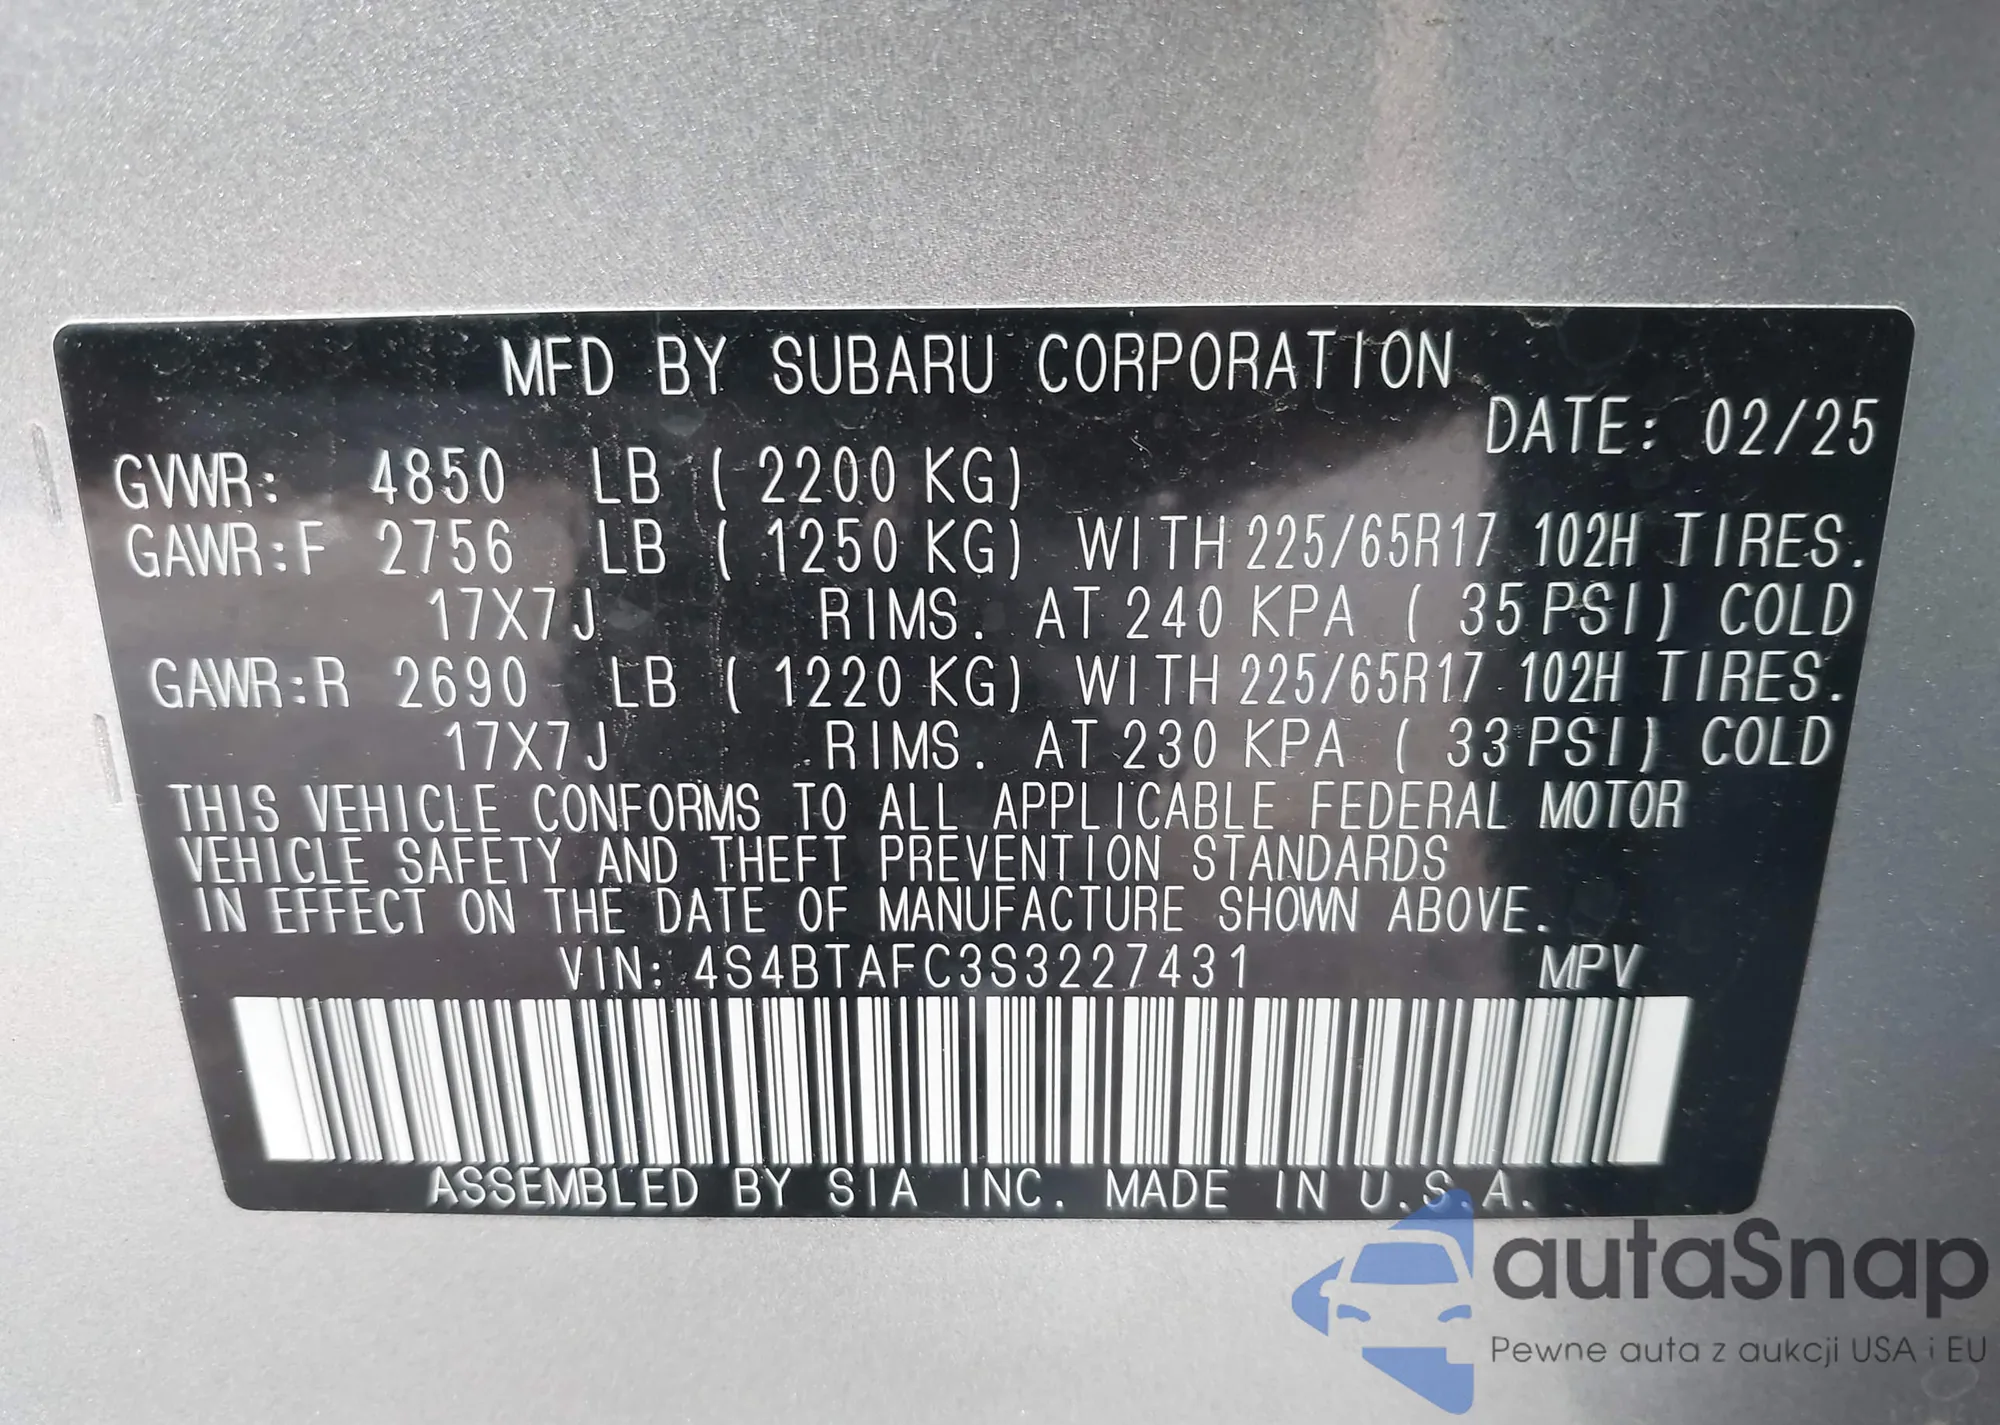 MFD BY SUBARU CORPORATION
DATE: 02/25
GVWR: 4850 LB ( 2200 KG)
GAWR:F 2756 LB ( 1250 KG) WITH 225/65R17 102H TIRES.
17X7J RIMS. AT 240 KPA ( 35 PSI) COLD
GAWR:R 2690 LB ( 1220 KG) WITH 225/65R17 102H TIRES.
17X7J RIMS. AT 230 KPA ( 33 PSI) COLD
THIS VEHICLE CONFORMS TO ALL APPLICABLE FEDERAL MOTOR
VEHICLE SAFETY AND THEFT PREVENTION STANDARDS
IN EFFECT ON THE DATE OF MANUFACTURE SHOWN ABOVE.
VIN: 4S4BTAFC3S3227431 MPV
ASSEMBLED BY SIA INC. MADE IN U.S.A.
autaSnap
Pewne auta z aukcji USA i EU